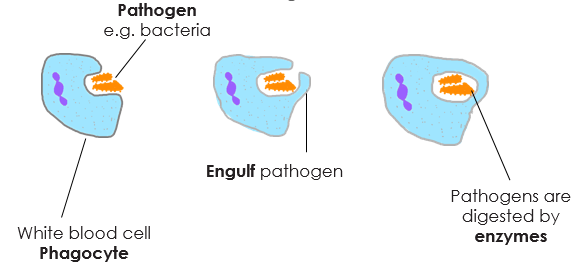 Pathogen
e.g. bacteria
Engulf pathogen
White blood cell
Phagocyte
Pathogens are
digested by
enzymes